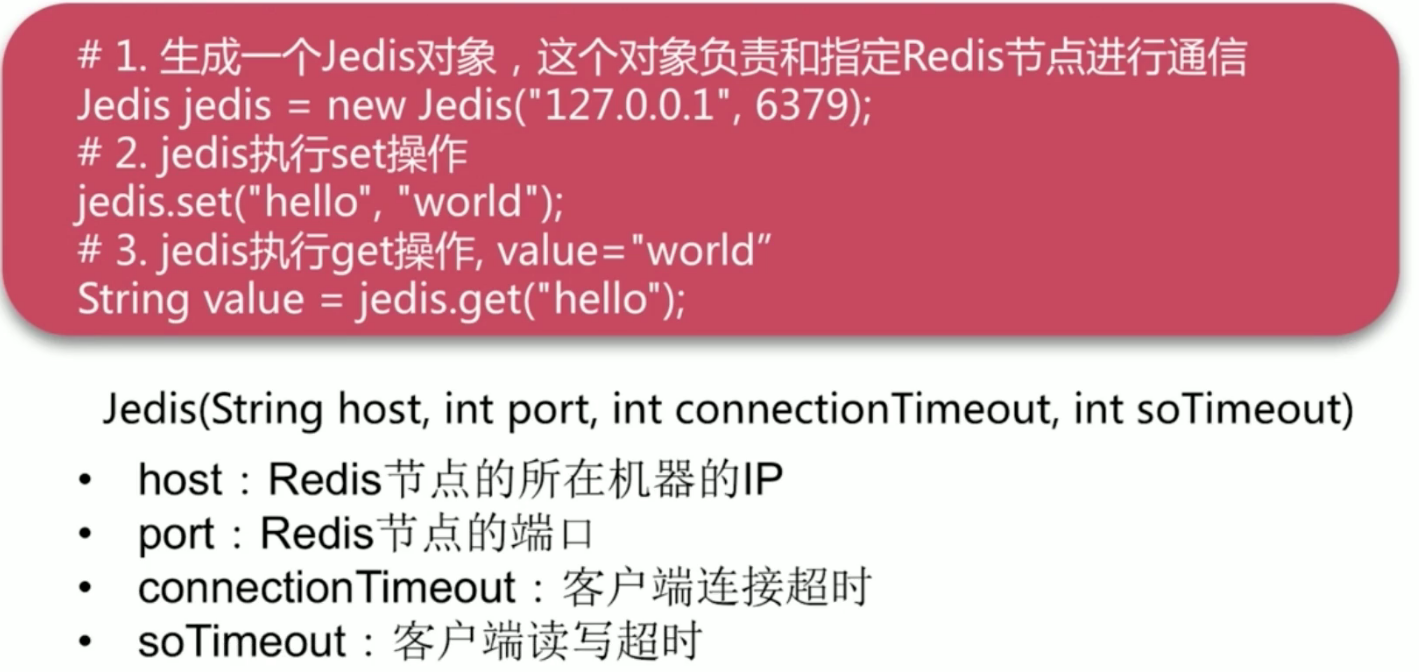 # 1. 生成一个Jedis对象，这个对象负责和指定Redis节点进行通信
Jedis jedis = new Jedis("127.0.0.1", 6379);
# 2. jedis执行set操作
jedis.set("hello", "world");
# 3. jedis执行get操作, value="world”
String value = jedis.get("hello");
Jedis(String host, int port, int connectionTimeout, int soTimeout)
• host：Redis节点的所在机器的IP
• port：Redis节点的端口
• connectionTimeout：客户端连接超时
• soTimeout：客户端读写超时